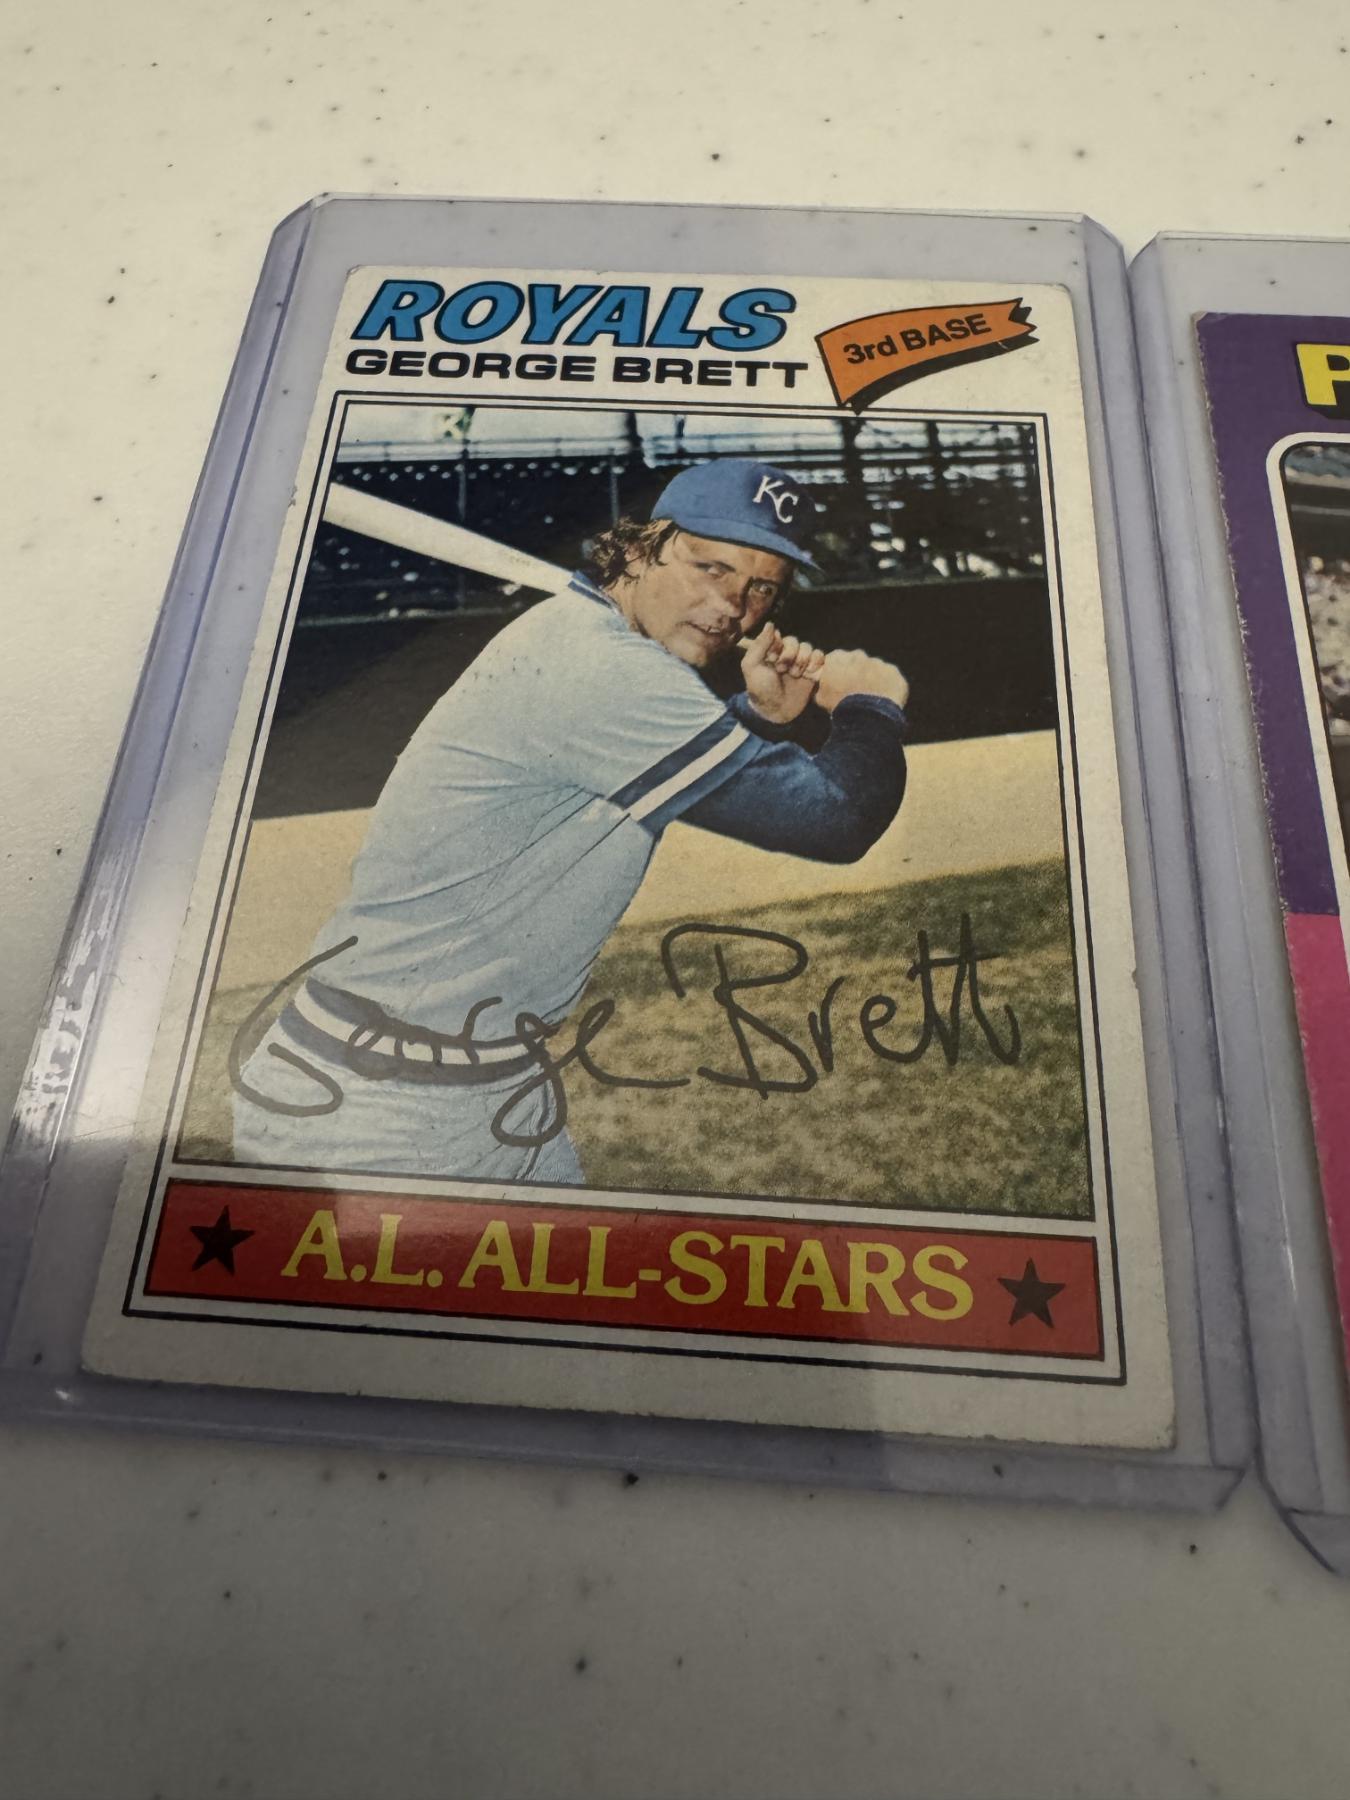 ROYALS
GEORGE BRETT
3rd BASE
KC
George Brett
A.L. ALL-STARS
P